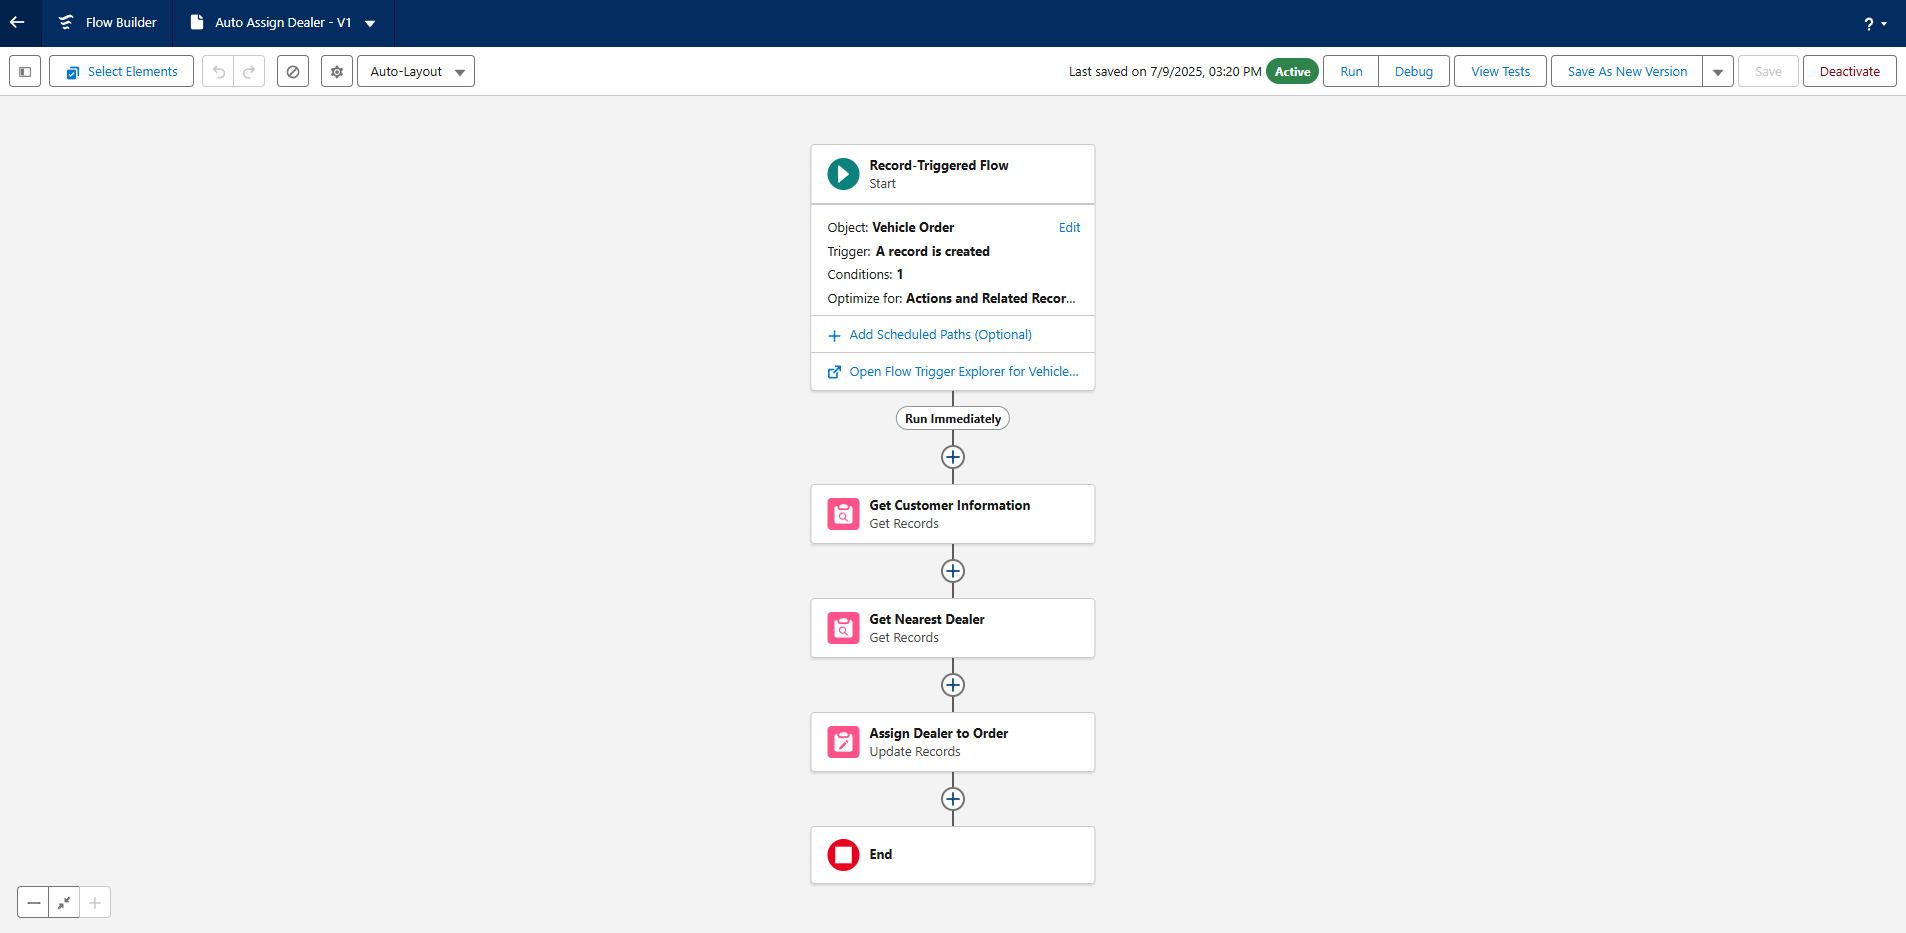 Flow Builder
Auto Assign Dealer - V1
?
Select Elements
Auto-Layout
Last saved on 7/9/2025, 03:20 PM
Active
Run
Debug
View Tests
Save As New Version
Save
Deactivate
Record-Triggered Flow
Start
Object: Vehicle Order
Edit
Trigger: A record is created
Conditions: 1
Optimize for: Actions and Related Recor...
Add Scheduled Paths (Optional)
Open Flow Trigger Explorer for Vehicle...
Run Immediately
Get Customer Information
Get Records
Get Nearest Dealer
Get Records
Assign Dealer to Order
Update Records
End